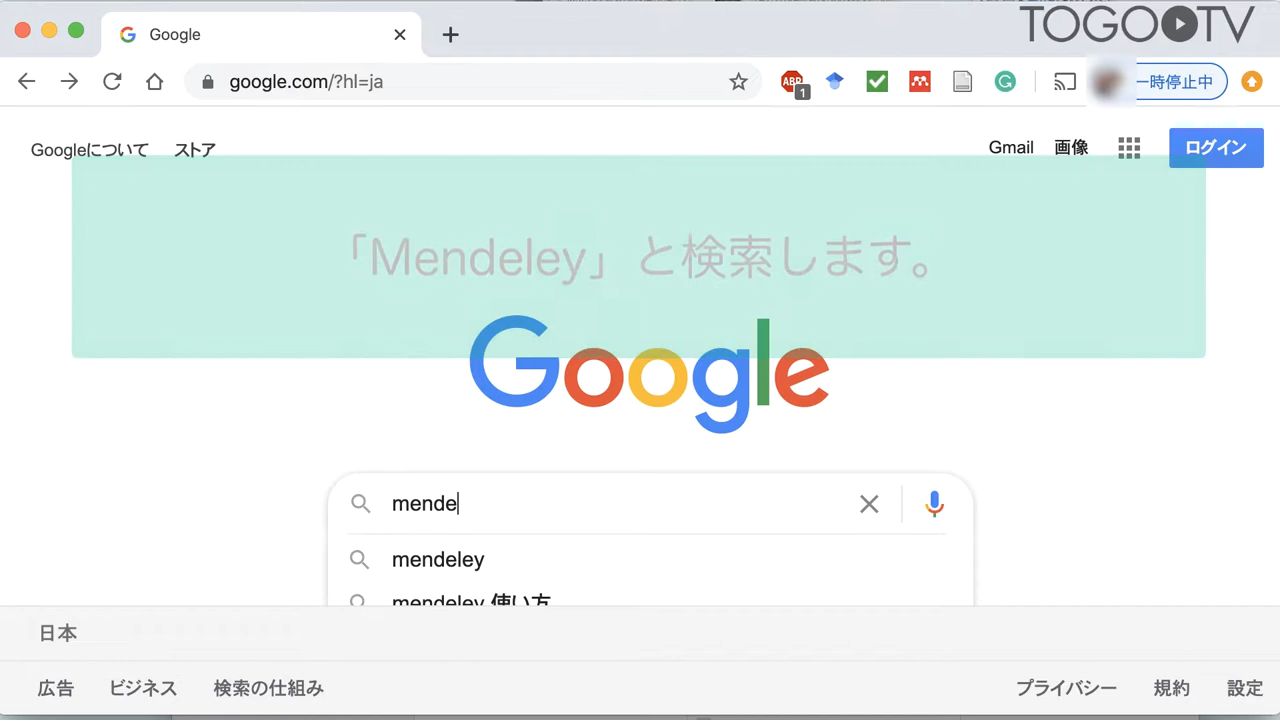 TOGO TV
Google
google.com/?hl=ja
ABP
1
一時停止中
Googleについて ストア
Gmail 画像 ログイン
「Mendeley」と検索します。
Google
mende
mendeley
mendeley 使い方
日本
広告 ビジネス 検索の仕組み
プライバシー 規約 設定